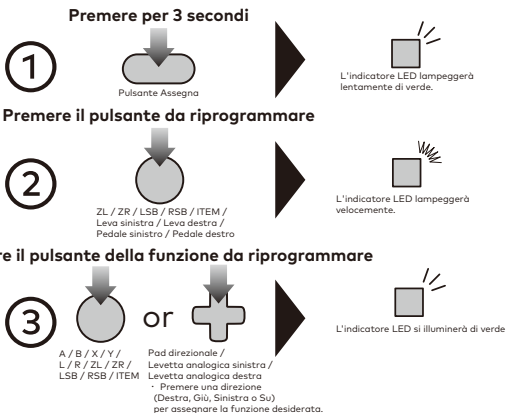 Premere per 3 secondi
1
Pulsante Assegna
L'indicatore LED lampeggerà
lentamente di verde.
Premere il pulsante da riprogrammare
2
ZL / ZR / LSB / RSB / ITEM /
Leva sinistra / Leva destra /
Pedale sinistro / Pedale destro
L'indicatore LED lampeggerà
velocemente.
re il pulsante della funzione da riprogrammare
3
or
A / B / X / Y /
L / R / ZL / ZR /
LSB / RSB / ITEM
Pad direzionale /
Levetta analogica sinistra /
Levetta analogica destra
・ Premere una direzione
(Destra, Giù, Sinistra o Su)
per assegnare la funzione desiderata.
L'indicatore LED si illuminerà di verde